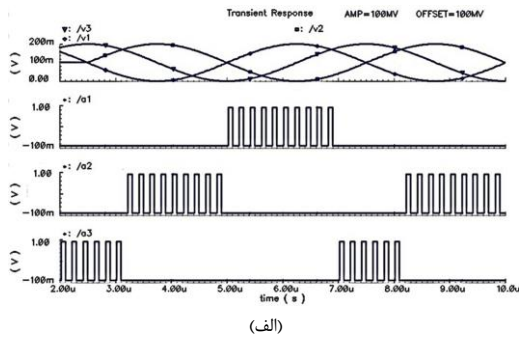 Transient Response AMP=100MV OFFSET=100MV
▼: /v3 ▪: /v2
◆: /v1
200m
100m
0.00
(V)
•: /a1
1.00
-100m
(V)
•: /a2
1.00
-100m
(V)
•: /a3
1.00
-100m
(V)
2.00u 3.00u 4.00u 5.00u 6.00u 7.00u 8.00u 9.00u 10.0u
time ( s )
(الف)